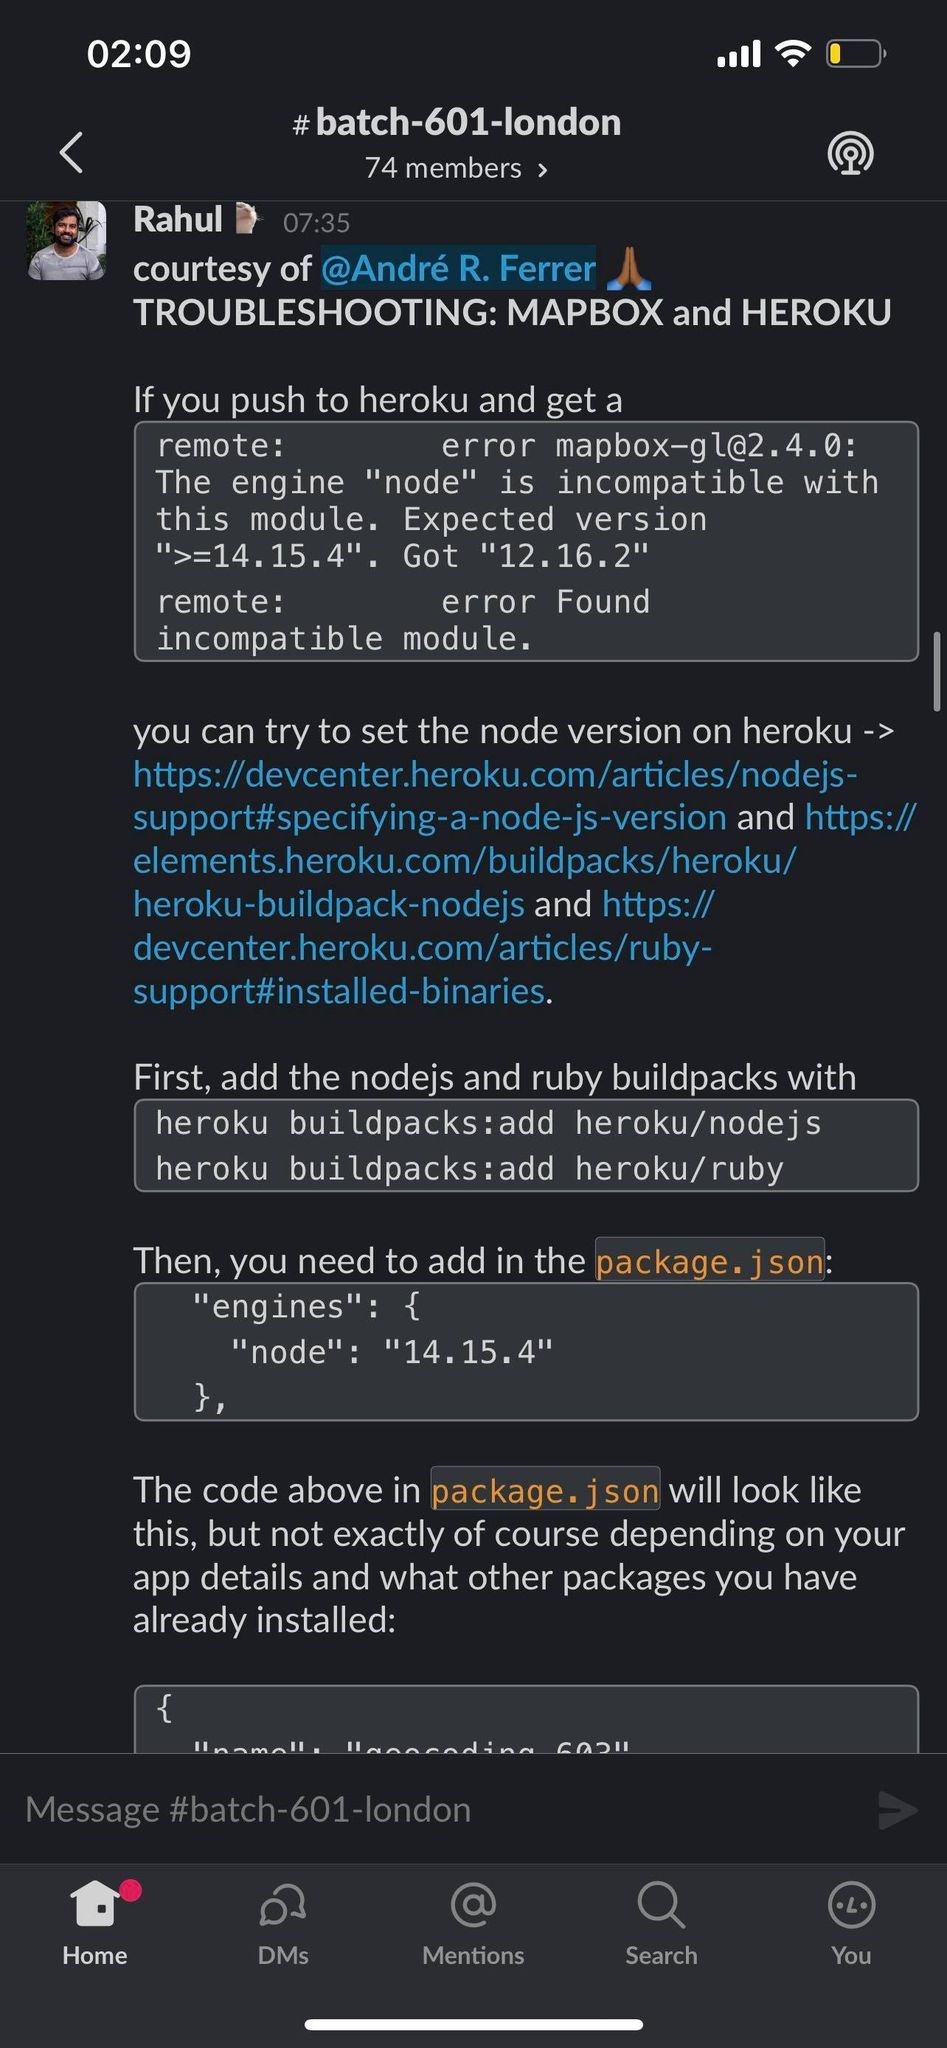 02:09
#batch-601-london
74 members >
Rahul 07:35
courtesy of @André R. Ferrer
TROUBLESHOOTING: MAPBOX and HEROKU
If you push to heroku and get a
remote:        error mapbox-gl@2.4.0:
The engine "node" is incompatible with
this module. Expected version
">=14.15.4". Got "12.16.2"
remote:        error Found
incompatible module.
you can try to set the node version on heroku ->
https://devcenter.heroku.com/articles/nodejs-
support#specifying-a-node-js-version and https://
elements.heroku.com/buildpacks/heroku/
heroku-buildpack-nodejs and https://
devcenter.heroku.com/articles/ruby-
support#installed-binaries.
First, add the nodejs and ruby buildpacks with
heroku buildpacks:add heroku/nodejs
heroku buildpacks:add heroku/ruby
Then, you need to add in the package.json:
"engines": {
"node": "14.15.4"
},
The code above in package.json will look like
this, but not exactly of course depending on your
app details and what other packages you have
already installed:
{
"name": "geocoding_603"
Message #batch-601-london
Home
DMs
Mentions
Search
You